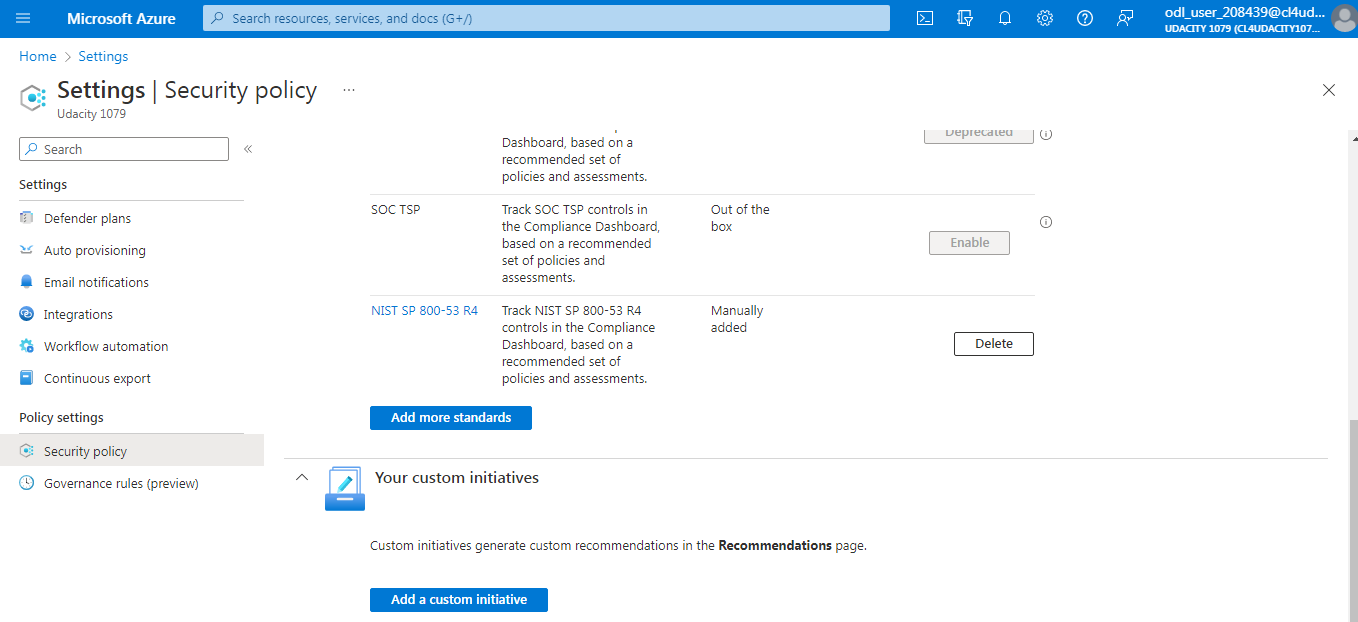 Microsoft Azure
Search resources, services, and docs (G+/)
odl_user_208439@cl4ud...
UDACITY 1079 (CL4UDACITY107...
Home > Settings
Settings | Security policy ...
Udacity 1079
Search
«
Settings
Defender plans
Auto provisioning
Email notifications
Integrations
Workflow automation
Continuous export
Policy settings
Security policy
Governance rules (preview)
Dashboard, based on a
recommended set of
policies and assessments.
Deprecated
SOC TSP
Track SOC TSP controls in
the Compliance Dashboard,
based on a recommended
set of policies and
assessments.
Out of the
box
Enable
NIST SP 800-53 R4
Track NIST SP 800-53 R4
controls in the Compliance
Dashboard, based on a
recommended set of
policies and assessments.
Manually
added
Delete
Add more standards
Your custom initiatives
Custom initiatives generate custom recommendations in the Recommendations page.
Add a custom initiative